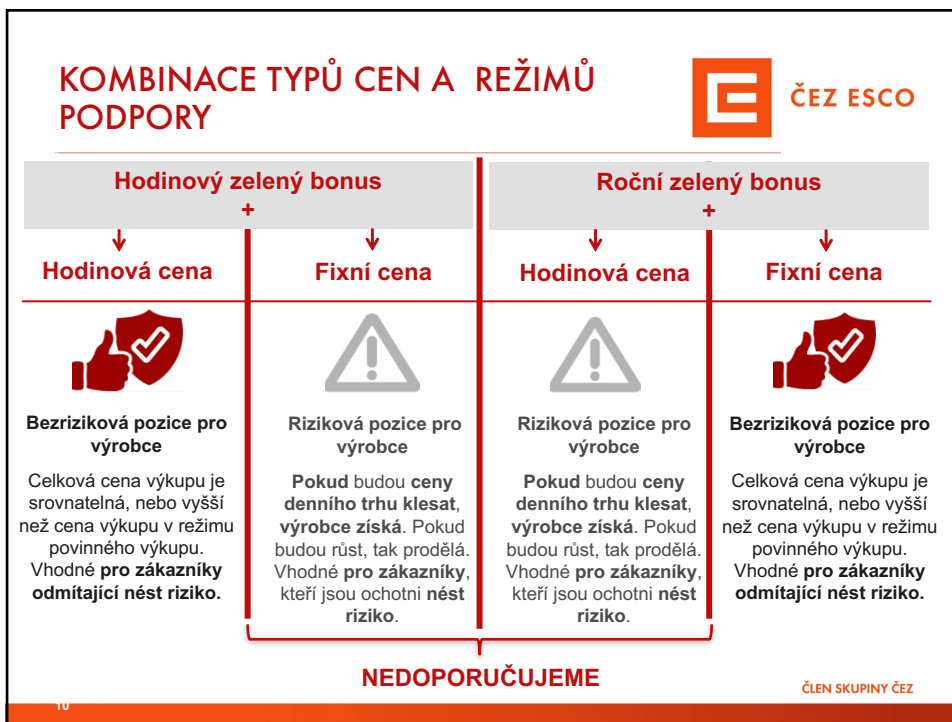 KOMBINACE TYPŮ CEN A REŽIMŮ
PODPORY
ČEZ ESCO
Hodinový zelený bonus
+
Roční zelený bonus
+
Hodinová cena
Fixní cena
Hodinová cena
Fixní cena
Bezriziková pozice pro
výrobce
Celková cena výkupu je
srovnatelná, nebo vyšší
než cena výkupu v režimu
povinného výkupu.
Vhodné pro zákazníky
odmítající nést riziko.
Riziková pozice pro
výrobce
Pokud budou ceny
denního trhu klesat,
výrobce získá. Pokud
budou růst, tak prodělá.
Vhodné pro zákazníky,
kteří jsou ochotni nést
riziko.
Riziková pozice pro
výrobce
Pokud budou ceny
denního trhu klesat,
výrobce získá. Pokud
budou růst, tak prodělá.
Vhodné pro zákazníky,
kteří jsou ochotni nést
riziko.
Bezriziková pozice pro
výrobce
Celková cena výkupu je
srovnatelná, nebo vyšší
než cena výkupu v režimu
povinného výkupu.
Vhodné pro zákazníky
odmítající nést riziko.
NEDOPORUČUJEME
ČLEN SKUPINY ČEZ
10